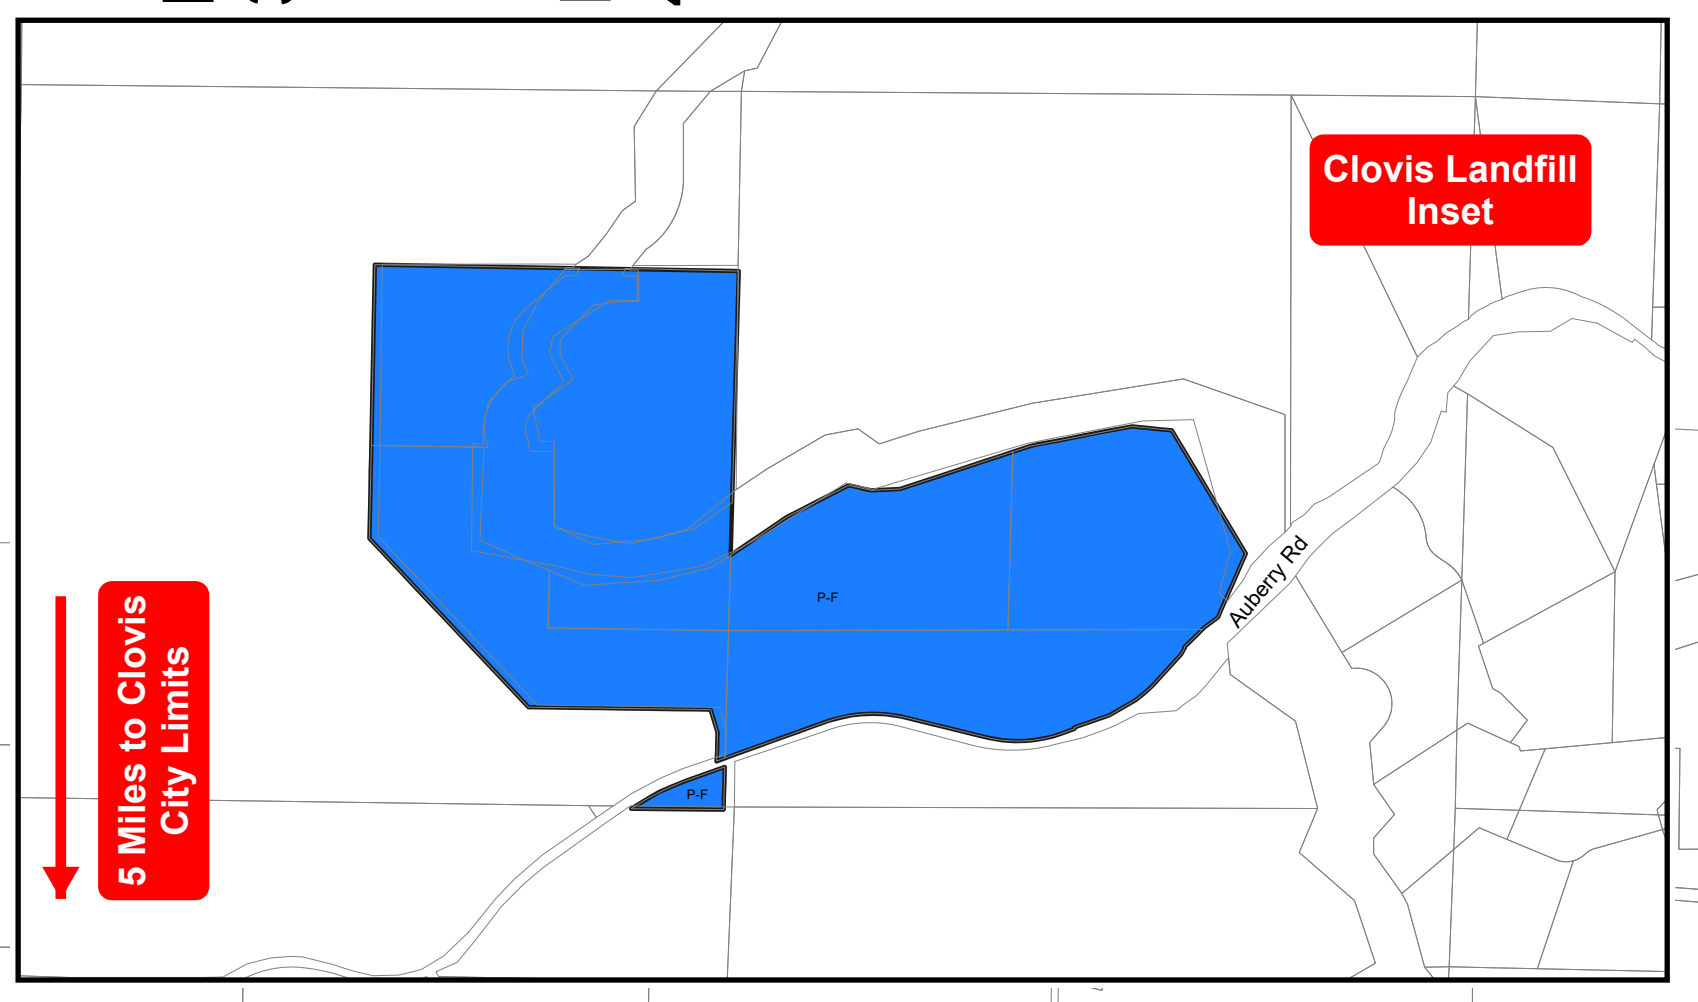 Clovis Landfill
Inset
Auberry Rd
P-F
P-F
5 Miles to Clovis
City Limits